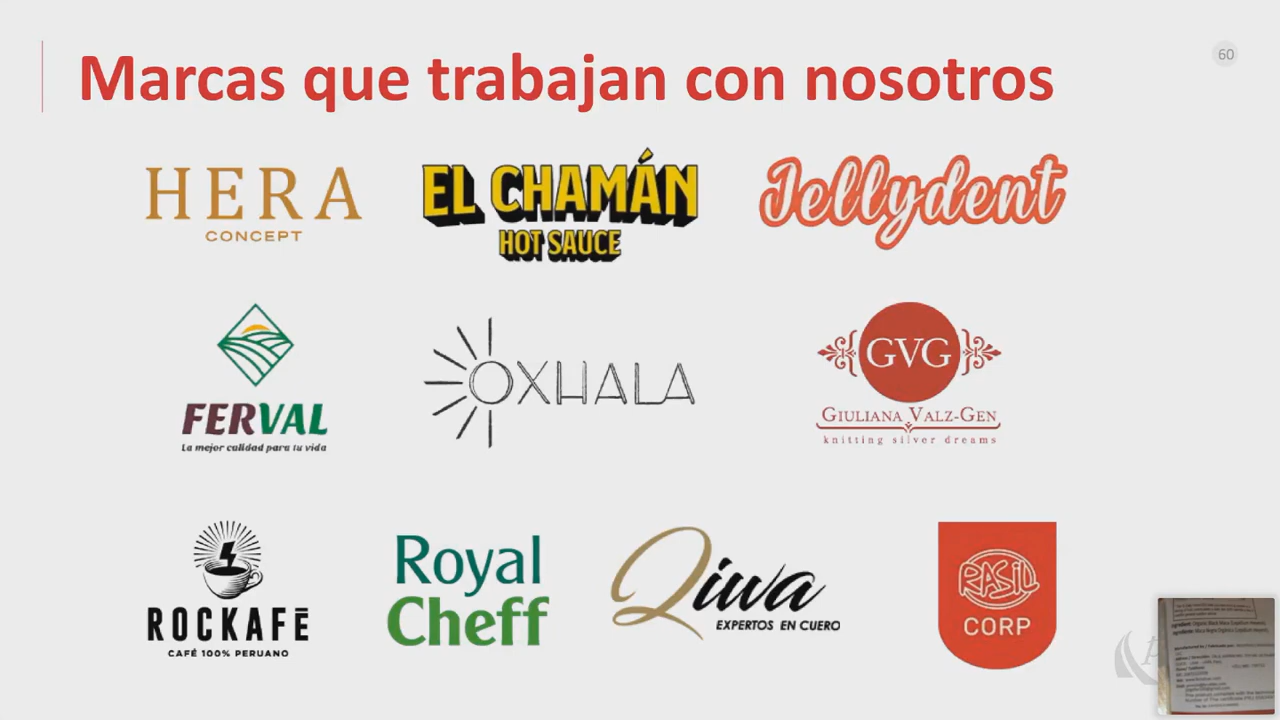 Marcas que trabajan con nosotros
60
HERA
CONCEPT
EL CHAMÁN
HOT SAUCE
Jellydent
FERVAL
La mejor calidad para tu vida
OXHALA
GVG
GIULIANA VALZ-GEN
knitting silver dreams
ROCKAFÉ
CAFÉ 100% PERUANO
Royal
Cheff
Qiwa
EXPERTOS EN CUERO
RASIL
CORP